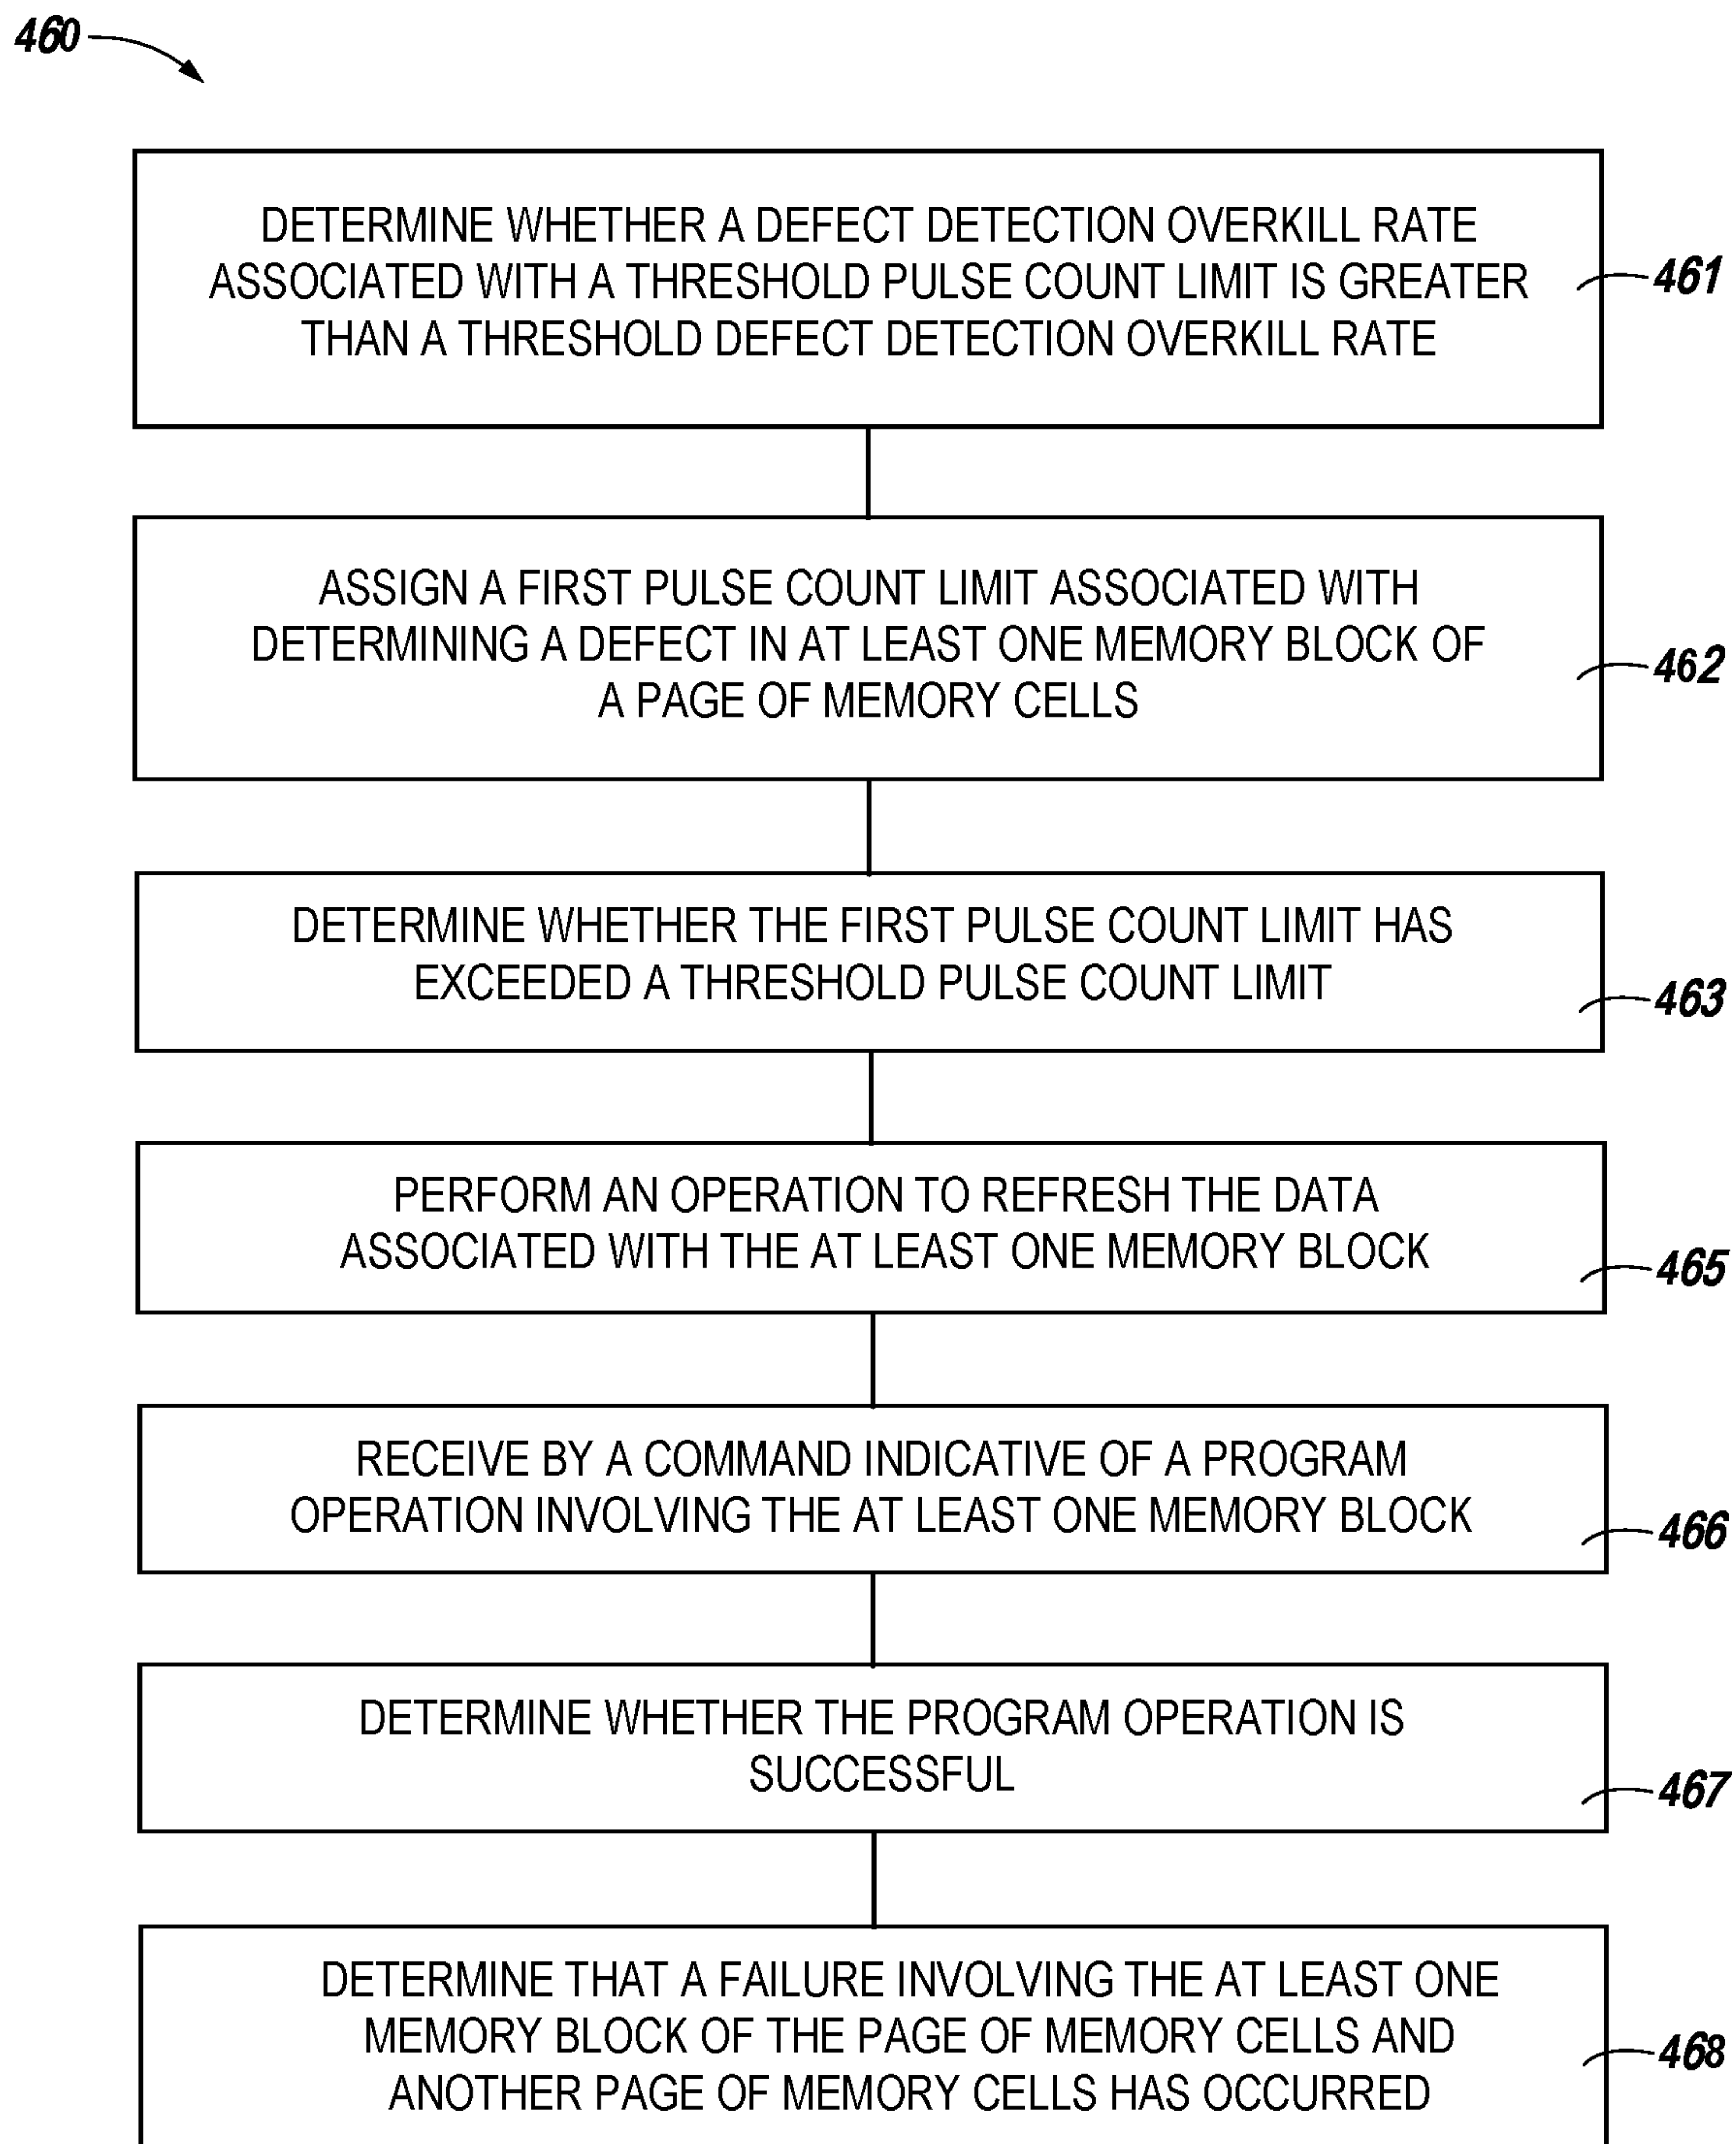 460
DETERMINE WHETHER A DEFECT DETECTION OVERKILL RATE
ASSOCIATED WITH A THRESHOLD PULSE COUNT LIMIT IS GREATER
THAN A THRESHOLD DEFECT DETECTION OVERKILL RATE
461
ASSIGN A FIRST PULSE COUNT LIMIT ASSOCIATED WITH
DETERMINING A DEFECT IN AT LEAST ONE MEMORY BLOCK OF
A PAGE OF MEMORY CELLS
462
DETERMINE WHETHER THE FIRST PULSE COUNT LIMIT HAS
EXCEEDED A THRESHOLD PULSE COUNT LIMIT
463
PERFORM AN OPERATION TO REFRESH THE DATA
ASSOCIATED WITH THE AT LEAST ONE MEMORY BLOCK
465
RECEIVE BY A COMMAND INDICATIVE OF A PROGRAM
OPERATION INVOLVING THE AT LEAST ONE MEMORY BLOCK
466
DETERMINE WHETHER THE PROGRAM OPERATION IS
SUCCESSFUL
467
DETERMINE THAT A FAILURE INVOLVING THE AT LEAST ONE
MEMORY BLOCK OF THE PAGE OF MEMORY CELLS AND
ANOTHER PAGE OF MEMORY CELLS HAS OCCURRED
468